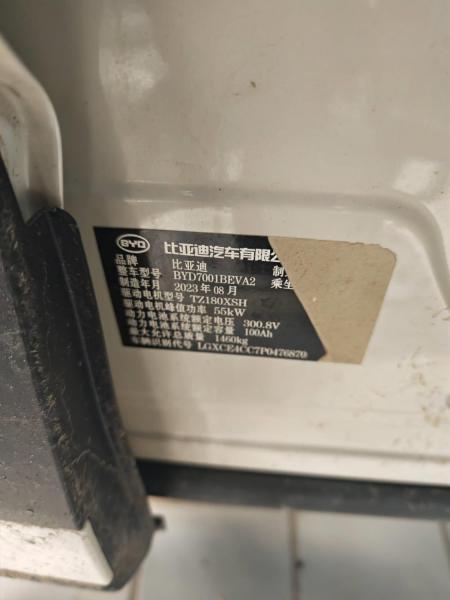 BYD 比亚迪汽车有限公
品牌 比亚迪 制
整车型号 BYD7001BEVA2 乘
制造年月 2023年08月
驱动电机型号 TZ180XSH
驱动电机峰值功率 55kW
动力电池系统额定电压 300.8V
动力电池系统额定容量 100Ah
最大允许总质量 1460kg
车辆识别代号 LGXCE4CC7P0476870